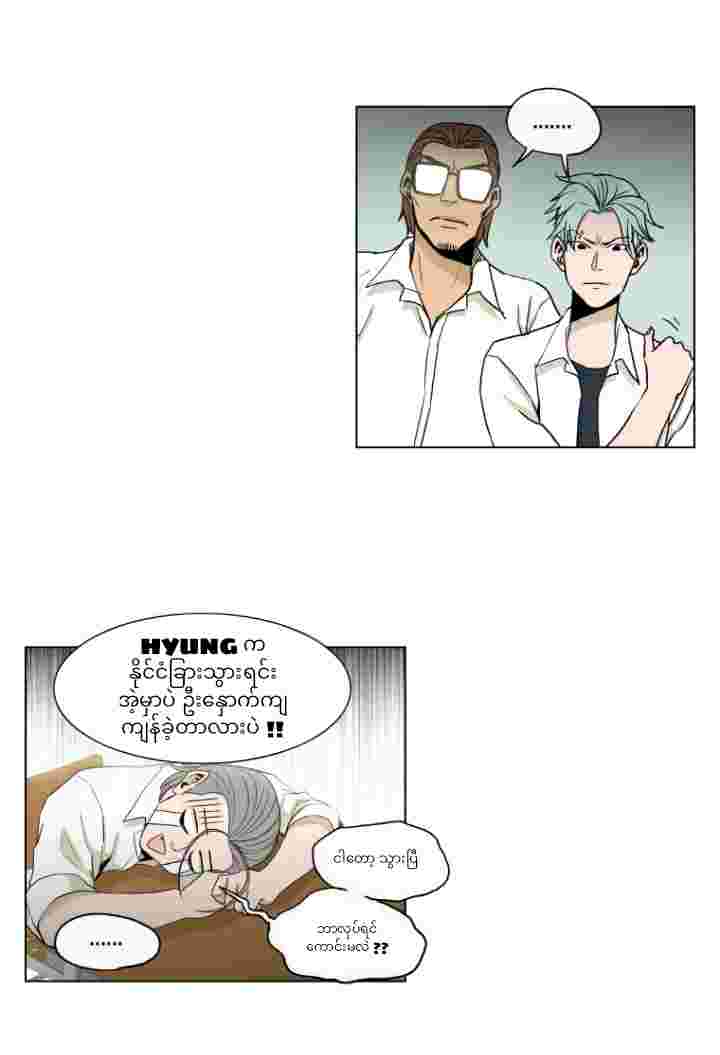 .......
HYUNG က
နိုင်ငံခြားသွားရင်း
အဲ့မှာပဲ ဦးနှောက်ကျ
ကျန်ခဲ့တာလားပဲ !!
ငါတော့ သွားပြီ
ဘာလုပ်ရင်
ကောင်းမလဲ ??
......